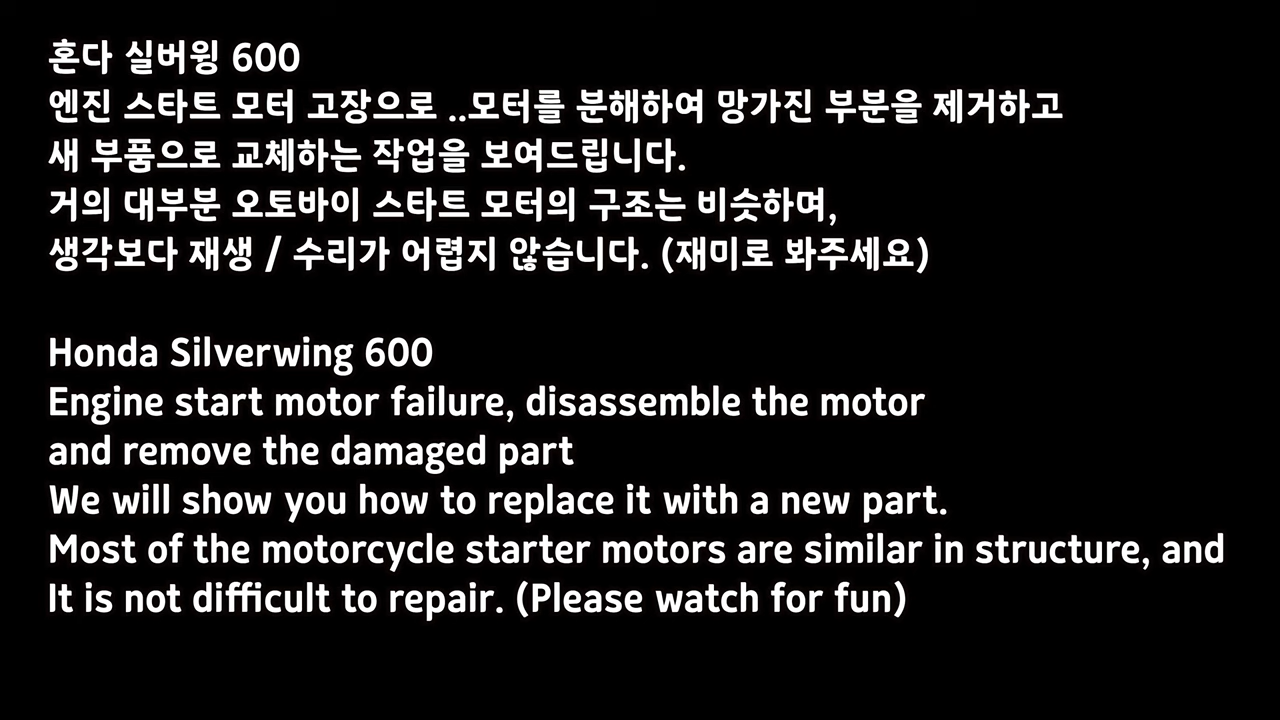 혼다 실버윙 600
엔진 스타트 모터 고장으로 ..모터를 분해하여 망가진 부분을 제거하고
새 부품으로 교체하는 작업을 보여드립니다.
거의 대부분 오토바이 스타트 모터의 구조는 비슷하며,
생각보다 재생 / 수리가 어렵지 않습니다. (재미로 봐주세요)
Honda Silverwing 600
Engine start motor failure, disassemble the motor
and remove the damaged part
We will show you how to replace it with a new part.
Most of the motorcycle starter motors are similar in structure, and
It is not difficult to repair. (Please watch for fun)